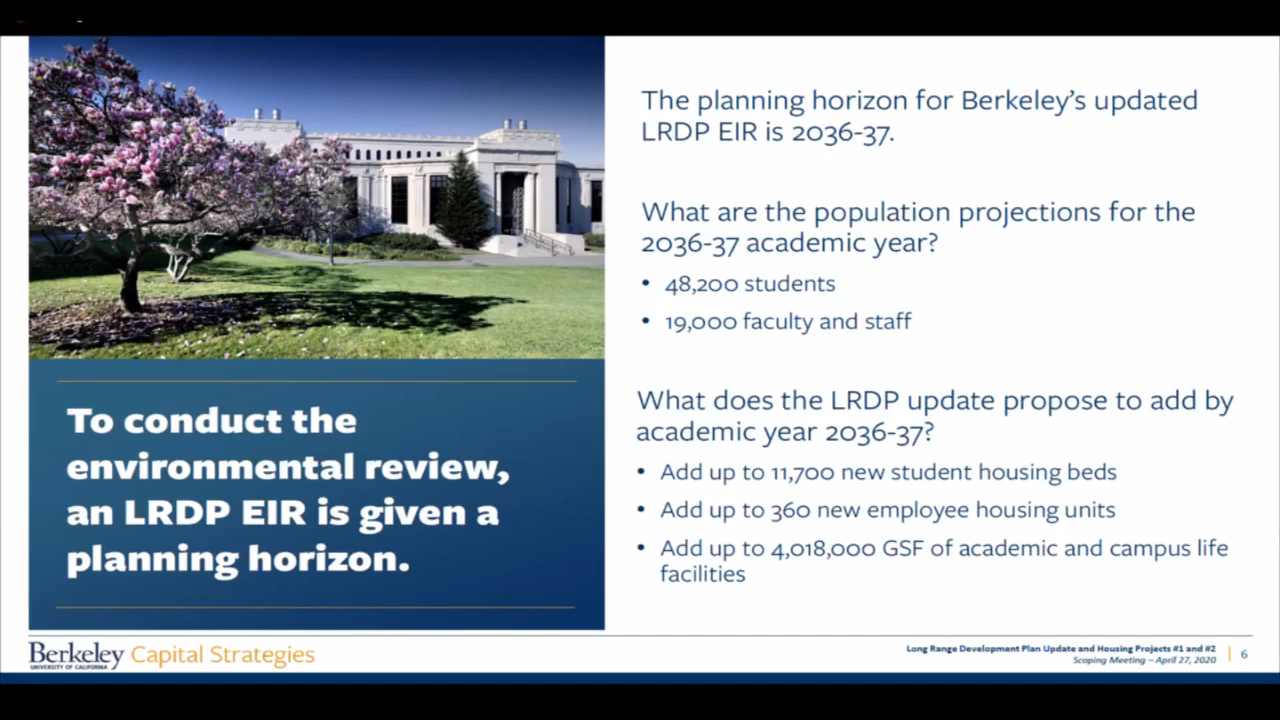 To conduct the
environmental review,
an LRDP EIR is given a
planning horizon.
The planning horizon for Berkeley's updated
LRDP EIR is 2036-37.
What are the population projections for the
2036-37 academic year?
• 48,200 students
• 19,000 faculty and staff
What does the LRDP update propose to add by
academic year 2036-37?
• Add up to 11,700 new student housing beds
• Add up to 360 new employee housing units
• Add up to 4,018,000 GSF of academic and campus life
facilities
Berkeley Capital Strategies
UNIVERSITY OF CALIFORNIA
Long Range Development Plan Update and Housing Projects #1 and #2
Scoping Meeting – April 27, 2020
6